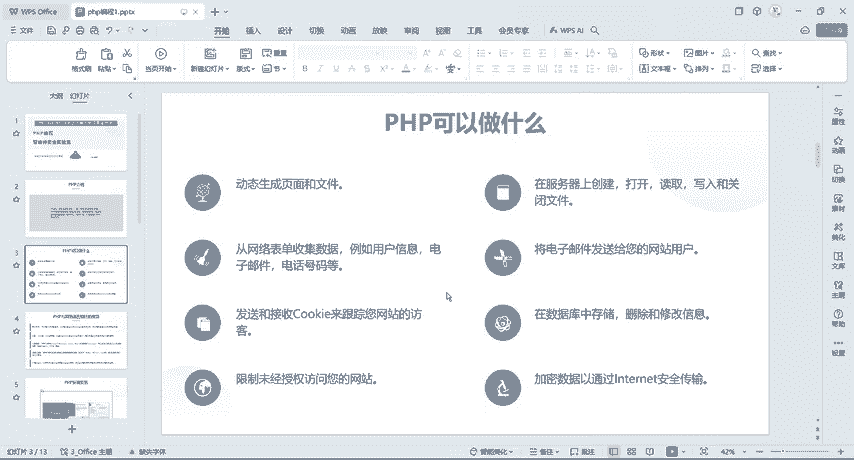 WPS Office
php编程1.pptx
文件
开始 插入 设计 切换 动画 放映 审阅 视图 工具 会员专享 WPS AI
格式刷 粘贴 当页开始 新建幻灯片 版式 重置 节
B I U A S X² A
形状 图片 查找
文本框 排列 选择
大纲 幻灯片
1
2
3
4
5
PHP可以做什么
动态生成页面和文件。
在服务器上创建，打开，读取，写入和关
闭文件。
从网络表单收集数据，例如用户信息，电
子邮件，电话号码等。
将电子邮件发送给您的网站用户。
发送和接收Cookie来跟踪您网站的访
客。
在数据库中存储，删除和修改信息。
限制未经授权访问您的网站。
加密数据以通过Internet安全传输。
属性
动画
切换
素材
美化
文库
主题
帮助
设置
幻灯片 3 / 13 3_Office 主题 缺失字体 智能美化 备注 批注 42%